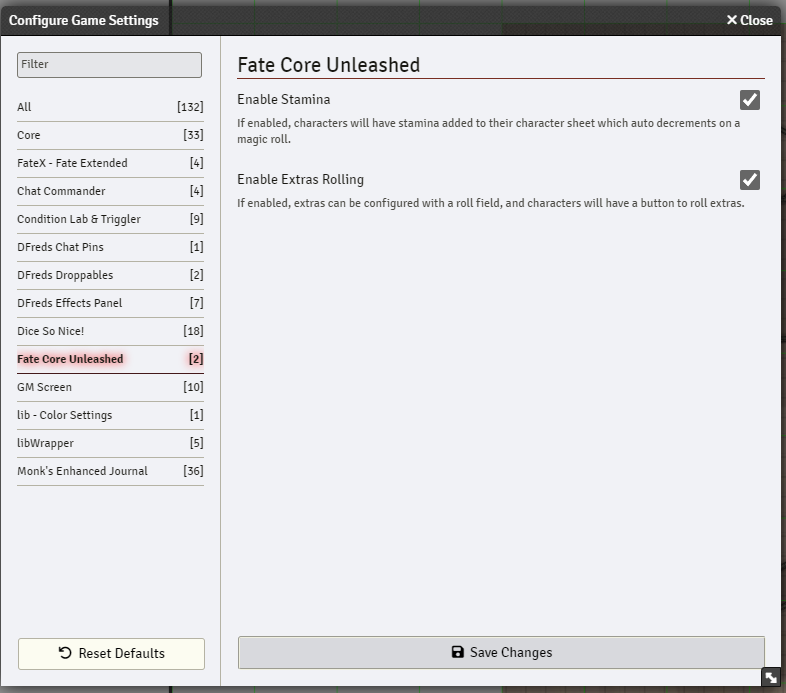 Configure Game Settings
Close
Filter
All [132]
Core [33]
FateX - Fate Extended [4]
Chat Commander [4]
Condition Lab & Triggler [9]
DFreds Chat Pins [1]
DFreds Droppables [2]
DFreds Effects Panel [7]
Dice So Nice! [18]
Fate Core Unleashed [2]
GM Screen [10]
lib - Color Settings [1]
libWrapper [5]
Monk's Enhanced Journal [36]
Reset Defaults
Fate Core Unleashed
Enable Stamina
If enabled, characters will have stamina added to their character sheet which auto decrements on a
magic roll.
Enable Extras Rolling
If enabled, extras can be configured with a roll field, and characters will have a button to roll extras.
Save Changes